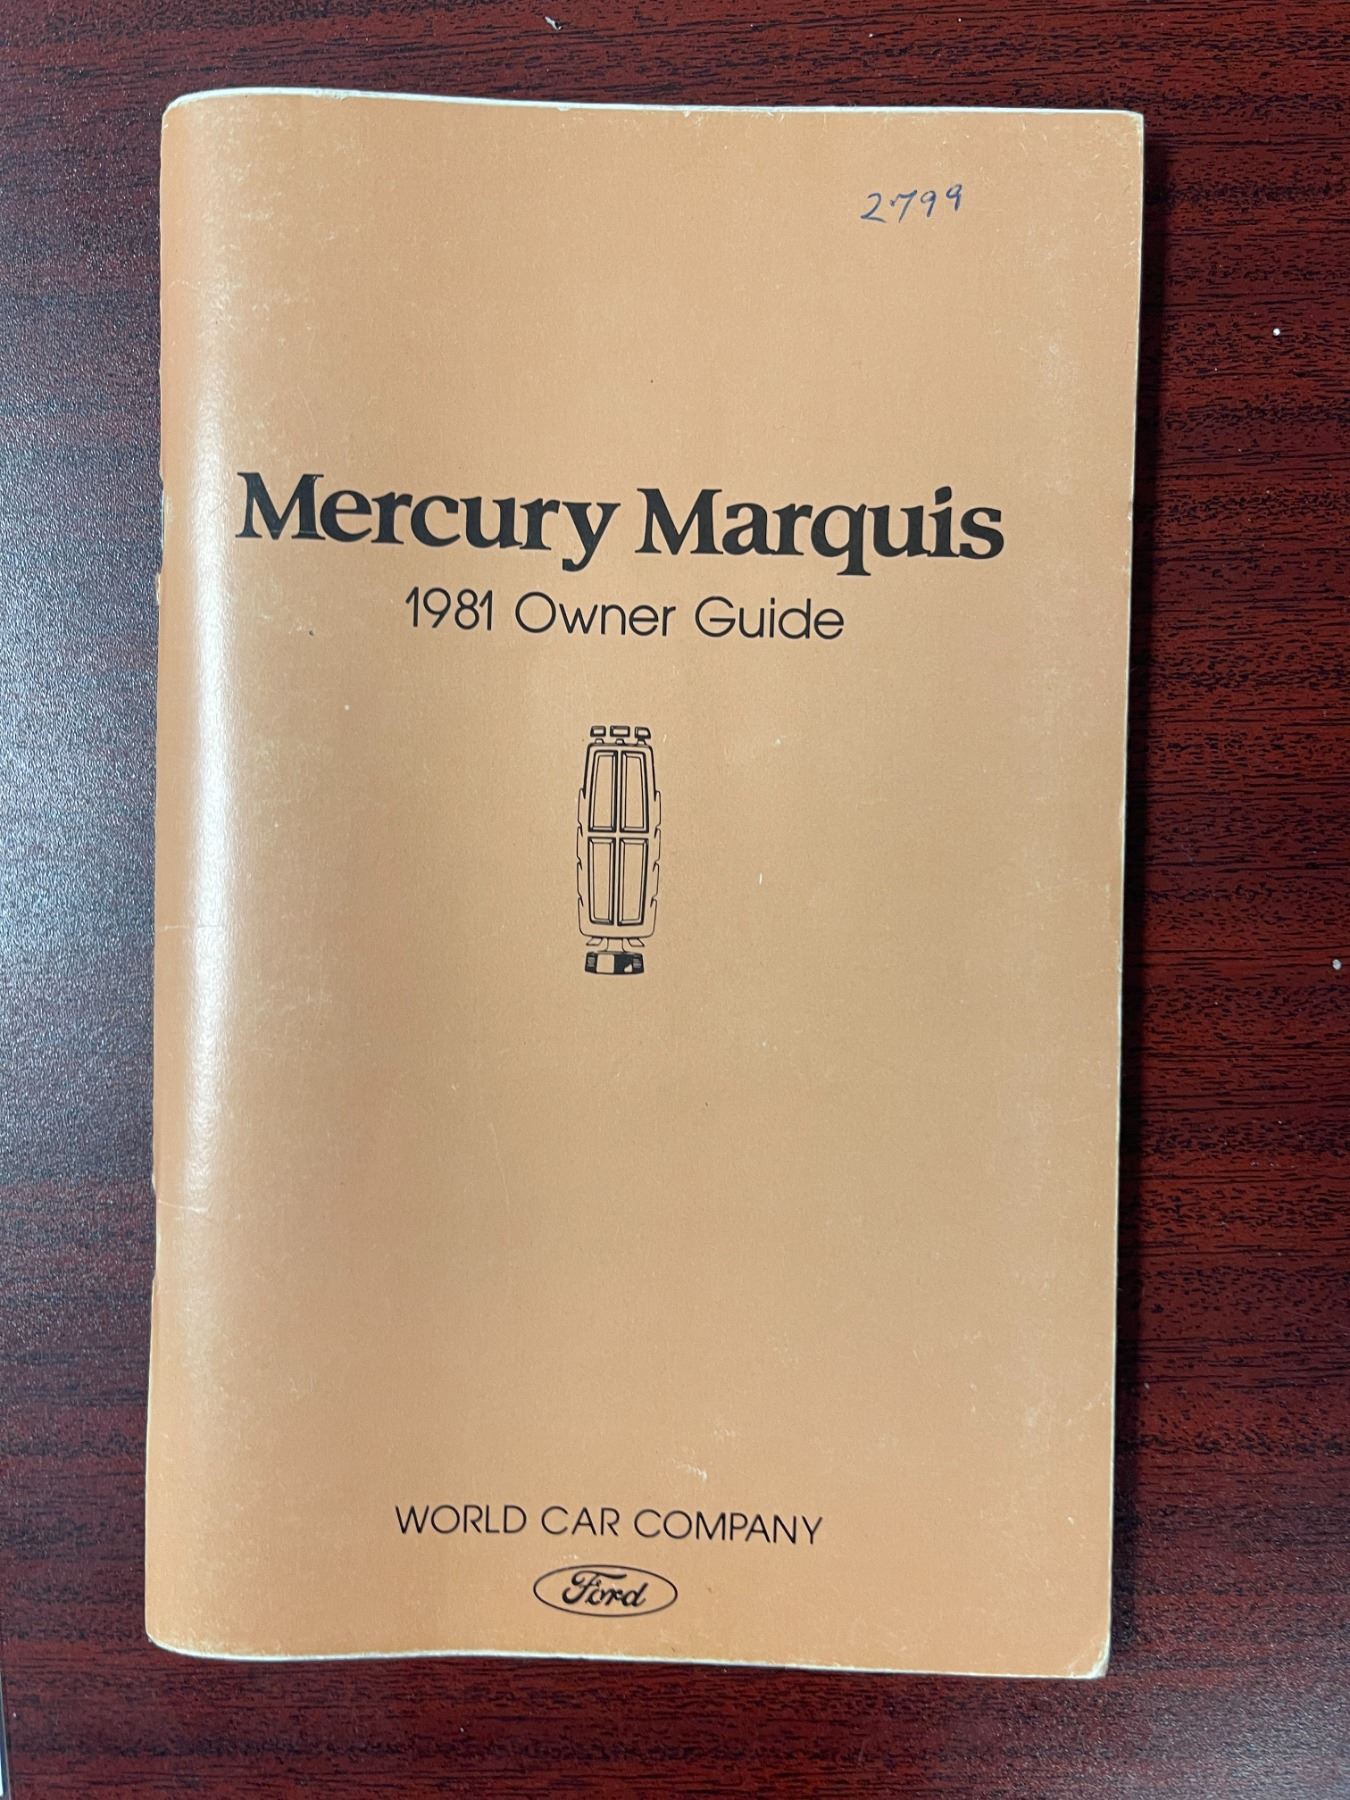 2799
Mercury Marquis
1981 Owner Guide
WORLD CAR COMPANY
Ford